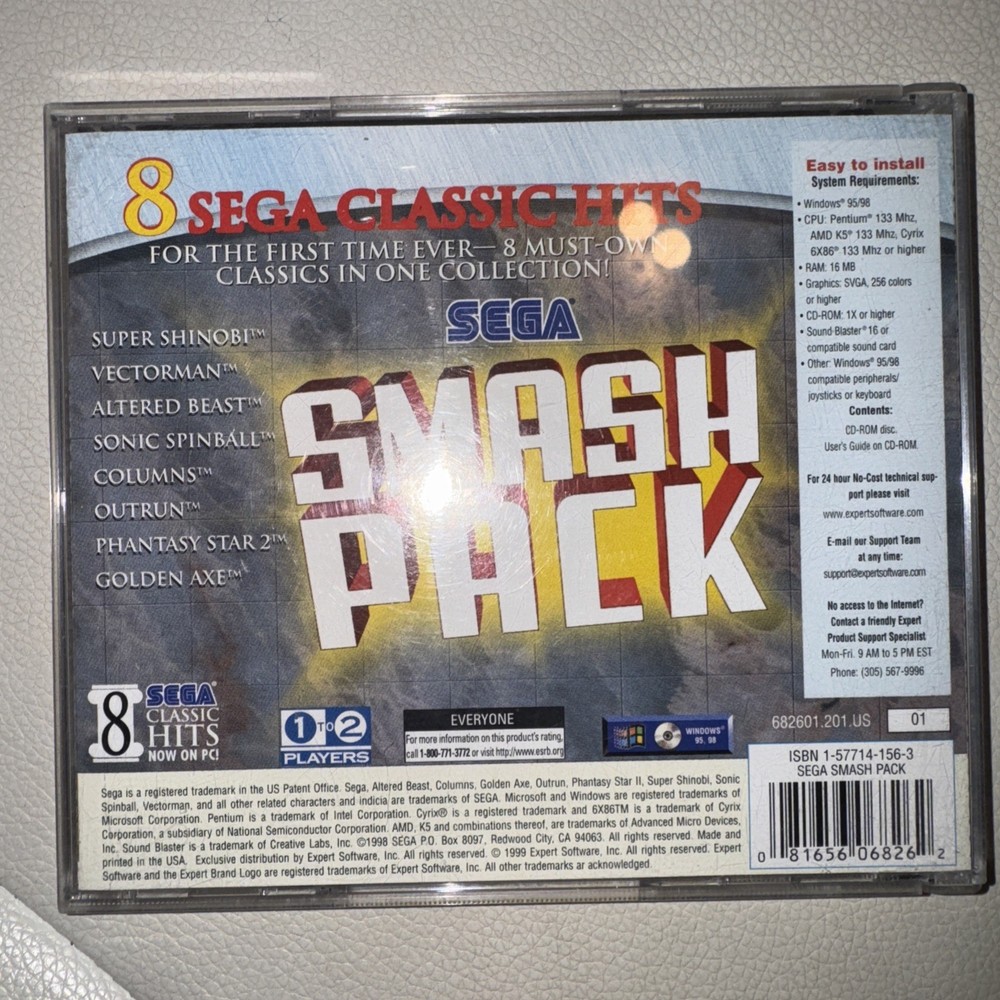 8 SEGA CLASSIC HITS
FOR THE FIRST TIME EVER— 8 MUST-OWN
CLASSICS IN ONE COLLECTION!
SEGA®
SMASH
PACK
SUPER SHINOBI™
VECTORMAN™
ALTERED BEAST™
SONIC SPINBALL™
COLUMNS™
OUTRUN™
PHANTASY STAR 2™
GOLDEN AXE™
Easy to install
System Requirements:
• Windows® 95/98
• CPU: Pentium® 133 Mhz,
AMD K5® 133 Mhz, Cyrix
6X86® 133 Mhz or higher
• RAM: 16 MB
• Graphics: SVGA, 256 colors
or higher
• CD-ROM: 1X or higher
• Sound Blaster® 16 or
compatible sound card
• Other: Windows® 95/98
compatible peripherals/
joysticks or keyboard
Contents:
CD-ROM disc.
User's Guide on CD-ROM.
For 24 hour No-Cost technical sup-
port please visit
www.expertsoftware.com
E-mail our Support Team
at any time:
support@expertsoftware.com
No access to the Internet?
Contact a friendly Expert
Product Support Specialist
Mon-Fri. 9 AM to 5 PM EST
Phone: (305) 567-9996
8 SEGA®
CLASSIC
HITS
NOW ON PC!
1 TO 2
PLAYERS
EVERYONE
For more information on this product's rating,
call 1-800-771-3772 or visit http://www.esrb.org
WINDOWS®
95, 98
682601.201.US
01
ISBN 1-57714-156-3
SEGA SMASH PACK
0 81656 06826 2
Sega is a registered trademark in the US Patent Office. Sega, Altered Beast, Columns, Golden Axe, Outrun, Phantasy Star II, Super Shinobi, Sonic
Spinball, Vectorman, and all other related characters and indicia are trademarks of SEGA. Microsoft and Windows are registered trademarks of
Microsoft Corporation. Pentium is a trademark of Intel Corporation. Cyrix® is a registered trademark and 6X86TM is a trademark of Cyrix
Corporation, a subsidiary of National Semiconductor Corporation. AMD, K5 and combinations thereof, are trademarks of Advanced Micro Devices,
Inc. Sound Blaster is a trademark of Creative Labs, Inc. ©1998 SEGA P.O. Box 8097, Redwood City, CA 94063. All rights reserved. Made and
printed in the USA. Exclusive distribution by Expert Software, Inc. All rights reserved. © 1999 Expert Software, Inc. All rights reserved. Expert
Software and the Expert Brand Logo are registered trademarks of Expert Software, Inc. All other trademarks ar acknowledged.